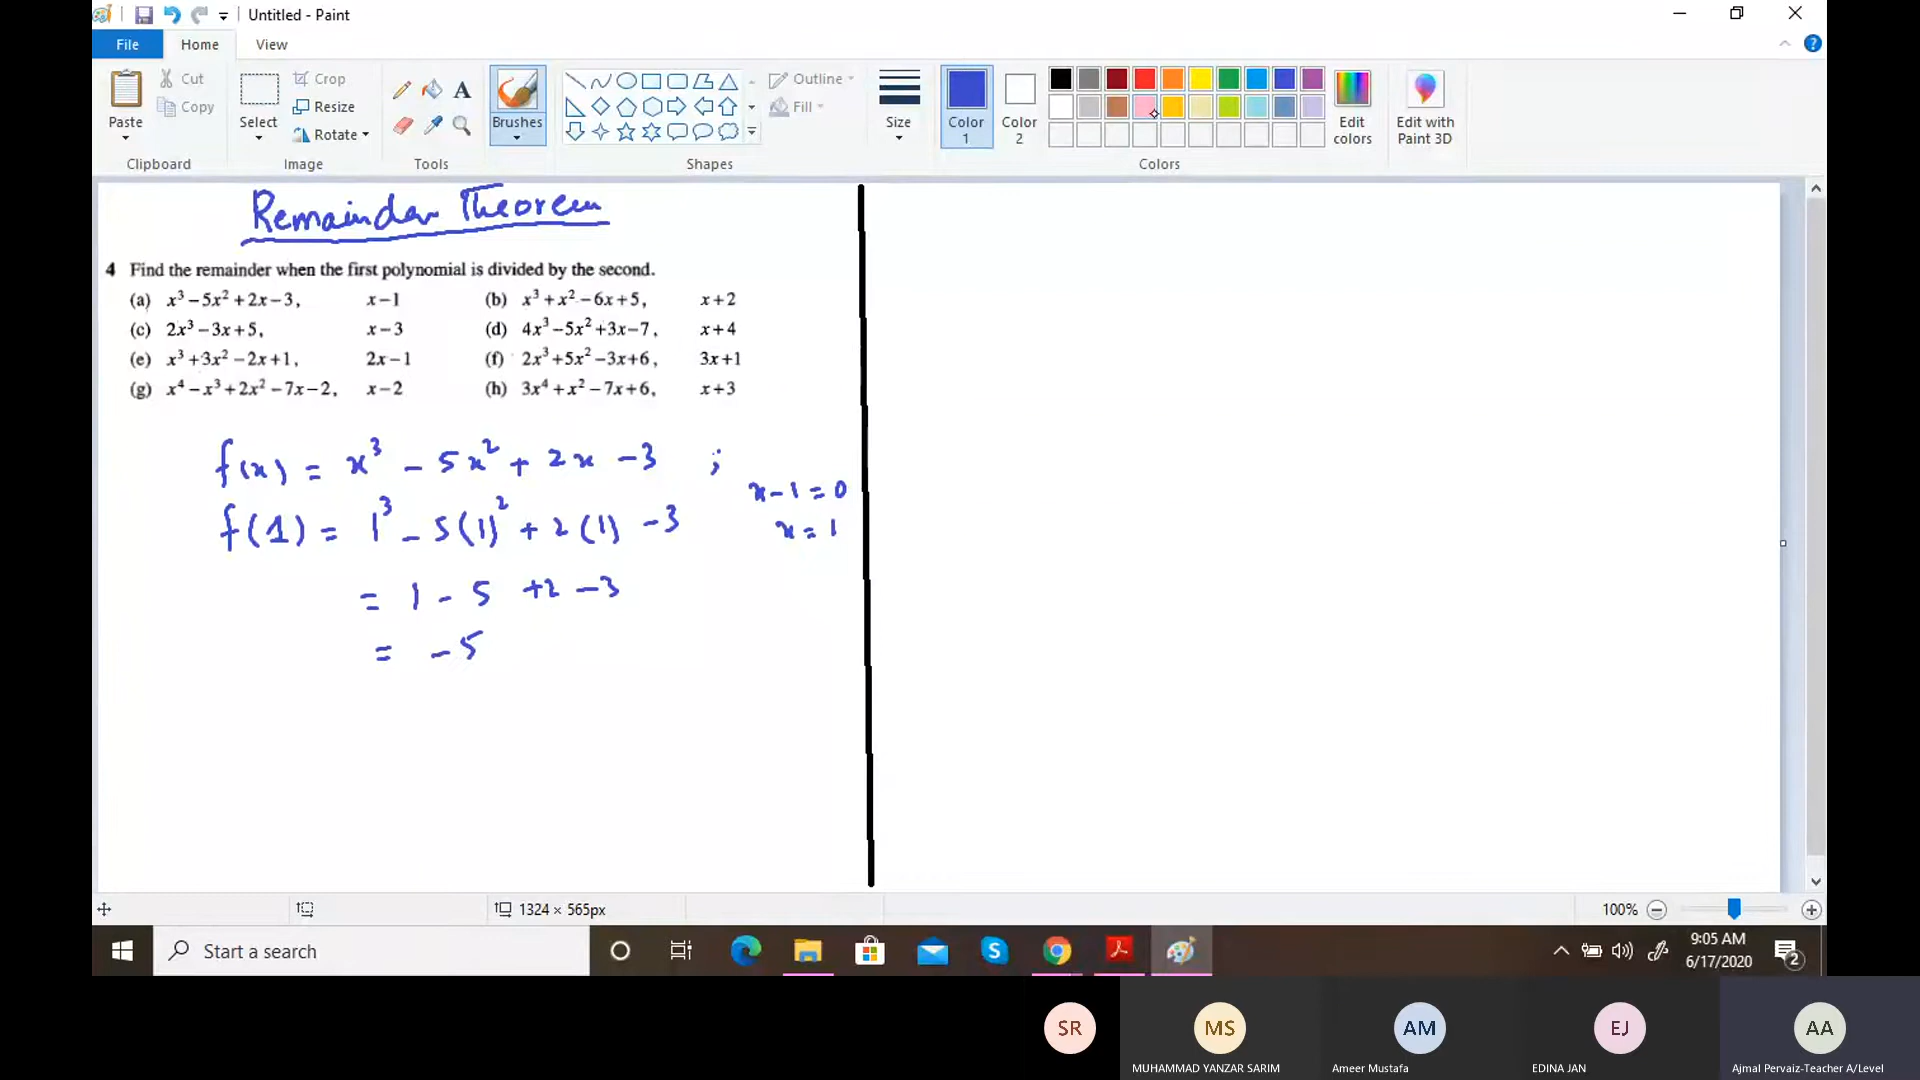 Untitled - Paint
File Home View
Paste Cut Copy
Select Crop Resize Rotate
A
Brushes
Outline Fill
Size
Color 1
Color 2
Edit colors
Edit with Paint 3D
Clipboard Image Tools Shapes Colors
Remainder Theorem
4 Find the remainder when the first polynomial is divided by the second.
(a) x³ − 5x² + 2x − 3, x − 1 (b) x³ + x² − 6x + 5, x + 2
(c) 2x³ − 3x + 5, x − 3 (d) 4x³ − 5x² + 3x − 7, x + 4
(e) x³ + 3x² − 2x + 1, 2x − 1 (f) 2x³ + 5x² − 3x + 6, 3x + 1
(g) x⁴ − x³ + 2x² − 7x − 2, x − 2 (h) 3x⁴ + x² − 7x + 6, x + 3
f(x) = x³ − 5x² + 2x − 3 ;
x − 1 = 0
f(1) = 1³ − 5(1)² + 2(1) − 3
x = 1
= 1 − 5 + 2 − 3
= − 5
1324 × 565px
100%
Start a search
9:05 AM
6/17/2020
2
SR MS AM EJ AA
MUHAMMAD YANZAR SARIM Ameer Mustafa EDINA JAN Ajmal Pervaiz-Teacher A/Level